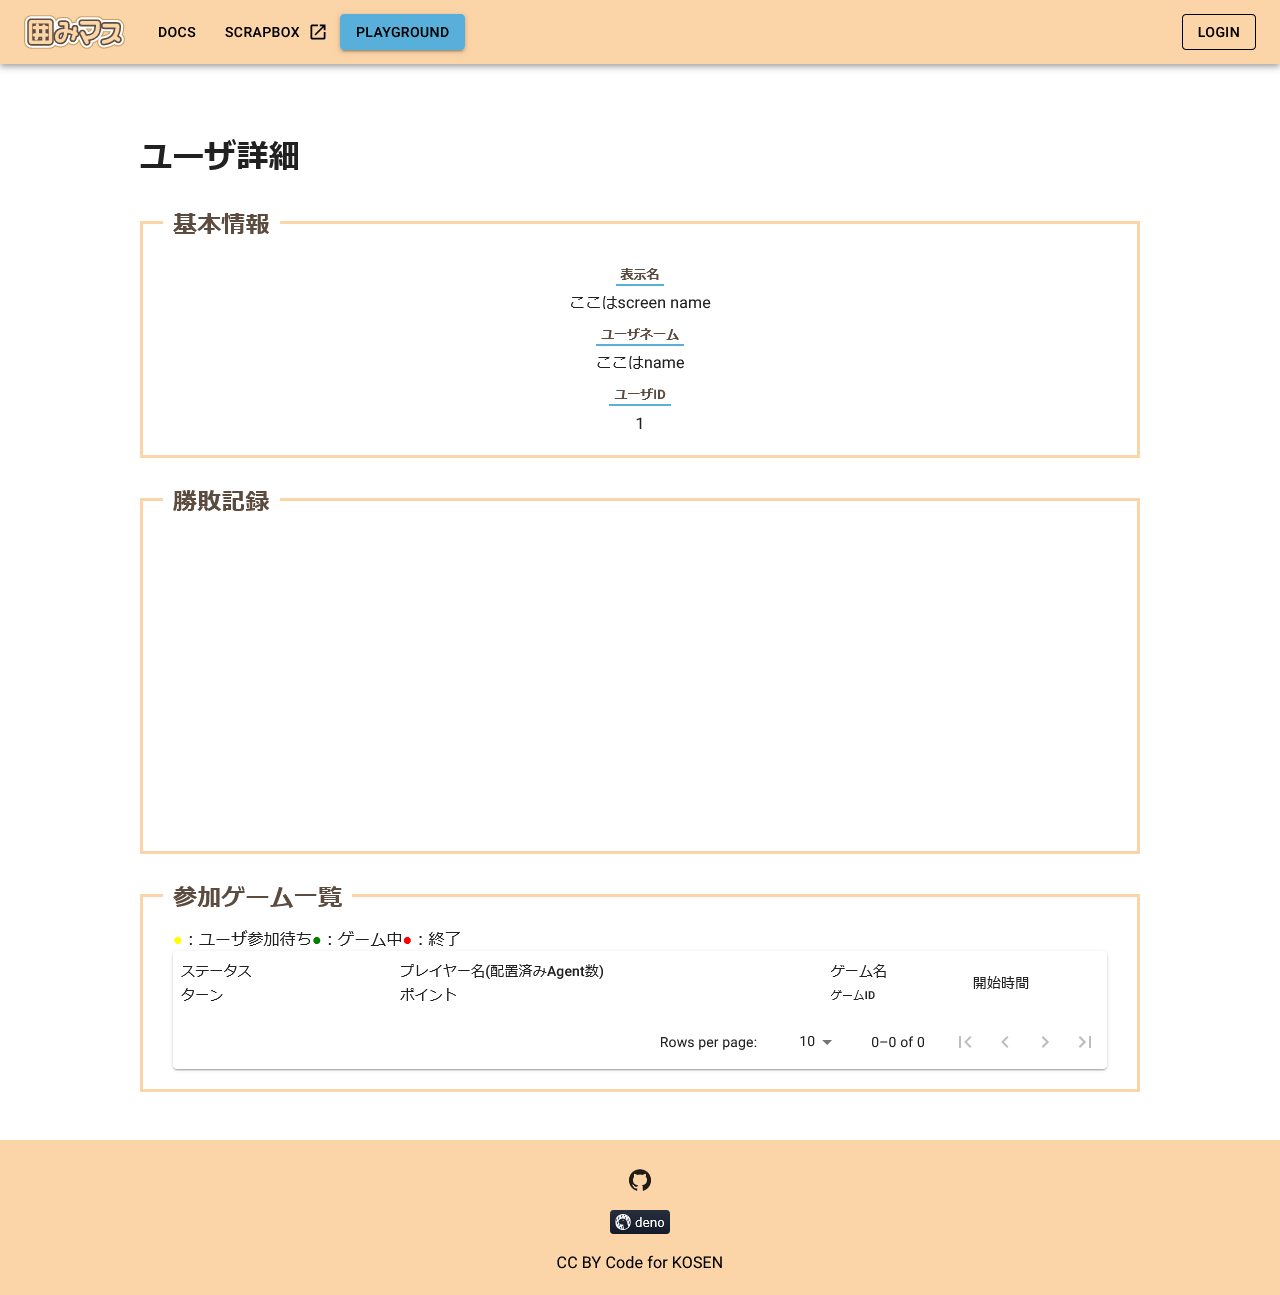 囲みマス DOCS SCRAPBOX PLAYGROUND LOGIN
ユーザ詳細
基本情報
表示名
ここはscreen name
ユーザネーム
ここはname
ユーザID
1
勝敗記録
参加ゲーム一覧
●：ユーザ参加待ち●：ゲーム中●：終了
ステータス プレイヤー名(配置済みAgent数) ゲーム名 開始時間
ターン ポイント ゲームID
Rows per page: 10 0–0 of 0
deno
CC BY Code for KOSEN